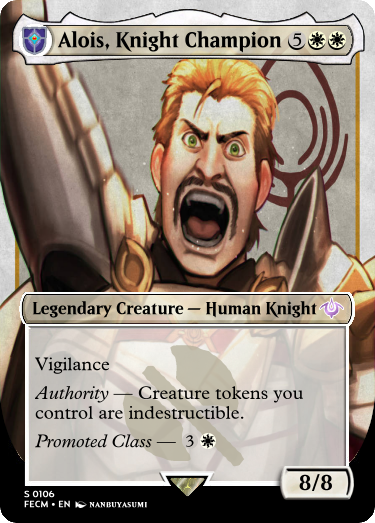 Alois, Knight Champion 5
Legendary Creature — Human Knight
Vigilance
Authority — Creature tokens you
control are indestructible.
Promoted Class — 3
8/8
S 0106
FECM • EN NANBUYASUMI